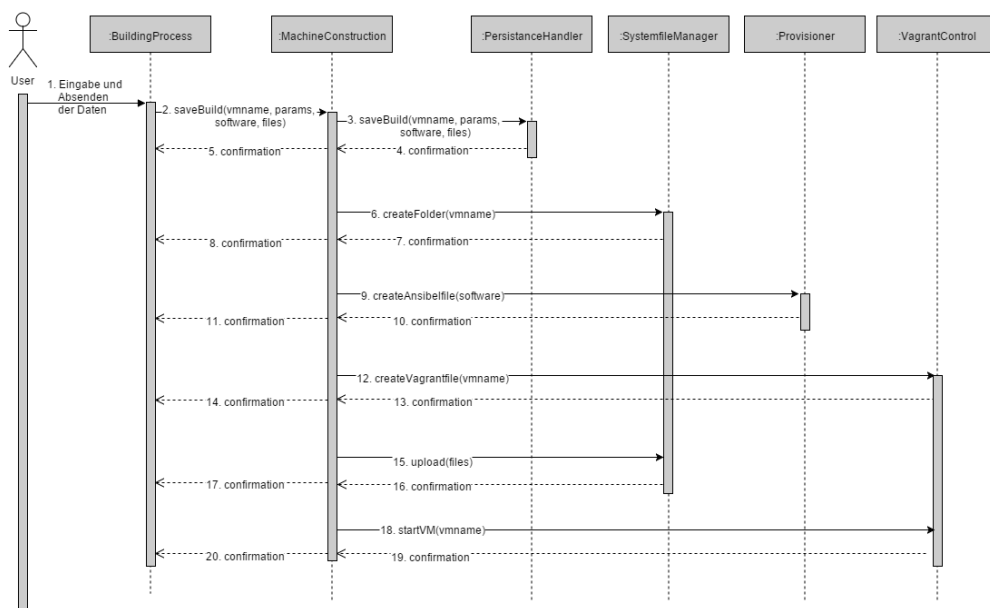 :BuildingProcess
:MachineConstruction
:PersistanceHandler
:SystemfileManager
:Provisioner
:VagrantControl
User
1. Eingabe und
Absenden
der Daten
2. saveBuild(vmname, params,
software, files)
3. saveBuild(vmname, params,
software, files)
4. confirmation
5. confirmation
6. createFolder(vmname)
7. confirmation
8. confirmation
9. createAnsibelfile(software)
10. confirmation
11. confirmation
12. createVagrantfile(vmname)
13. confirmation
14. confirmation
15. upload(files)
16. confirmation
17. confirmation
18. startVM(vmname)
19. confirmation
20. confirmation